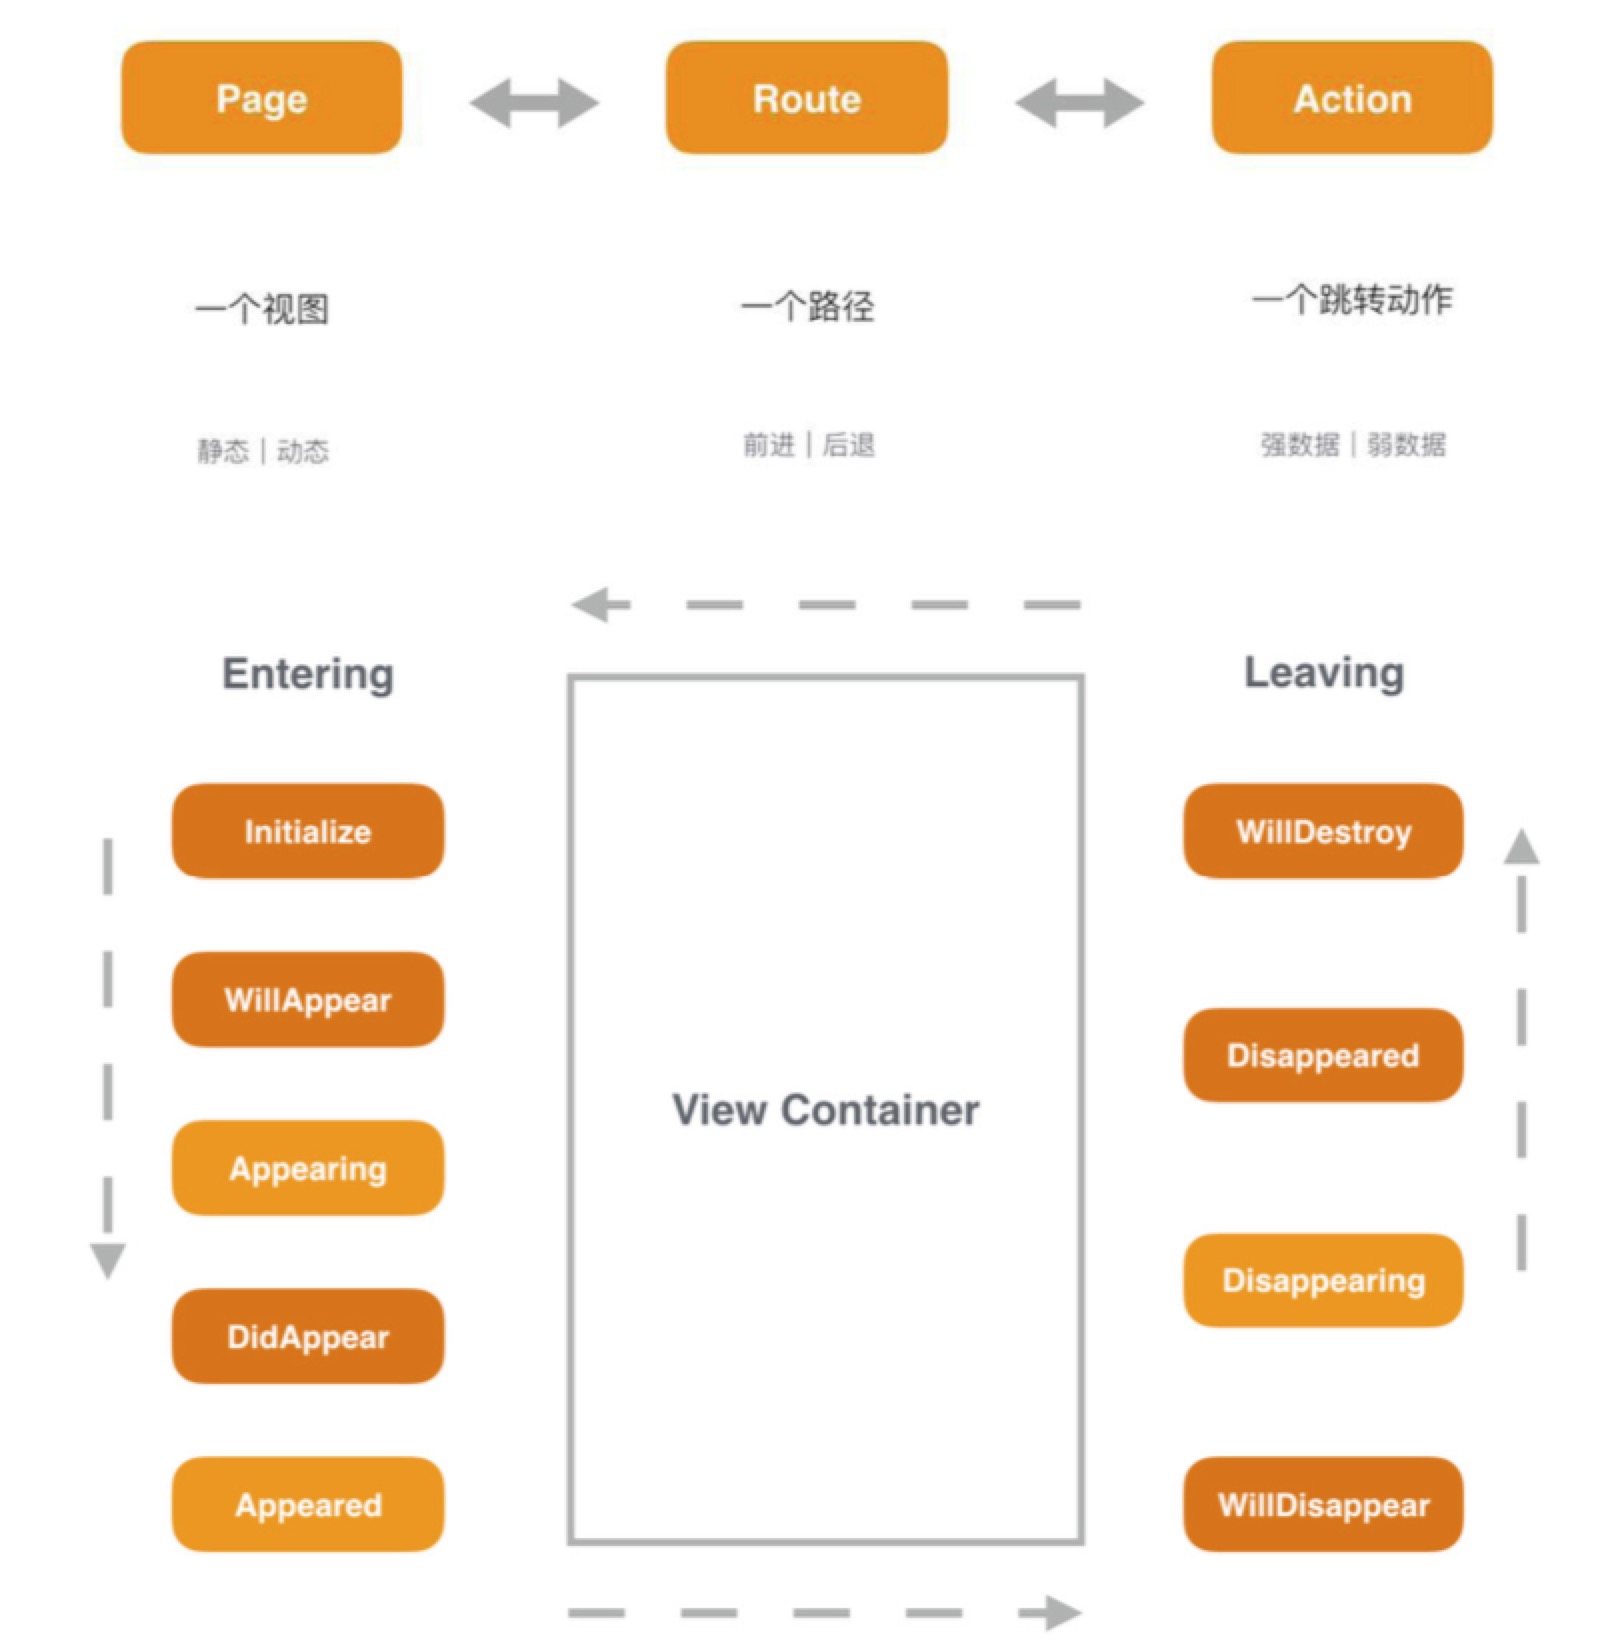 Page
Route
Action
一个视图
一个路径
一个跳转动作
静态｜动态
前进｜后退
强数据｜弱数据
Entering
Initialize
WillAppear
Appearing
DidAppear
Appeared
View Container
Leaving
WillDestroy
Disappeared
Disappearing
WillDisappear